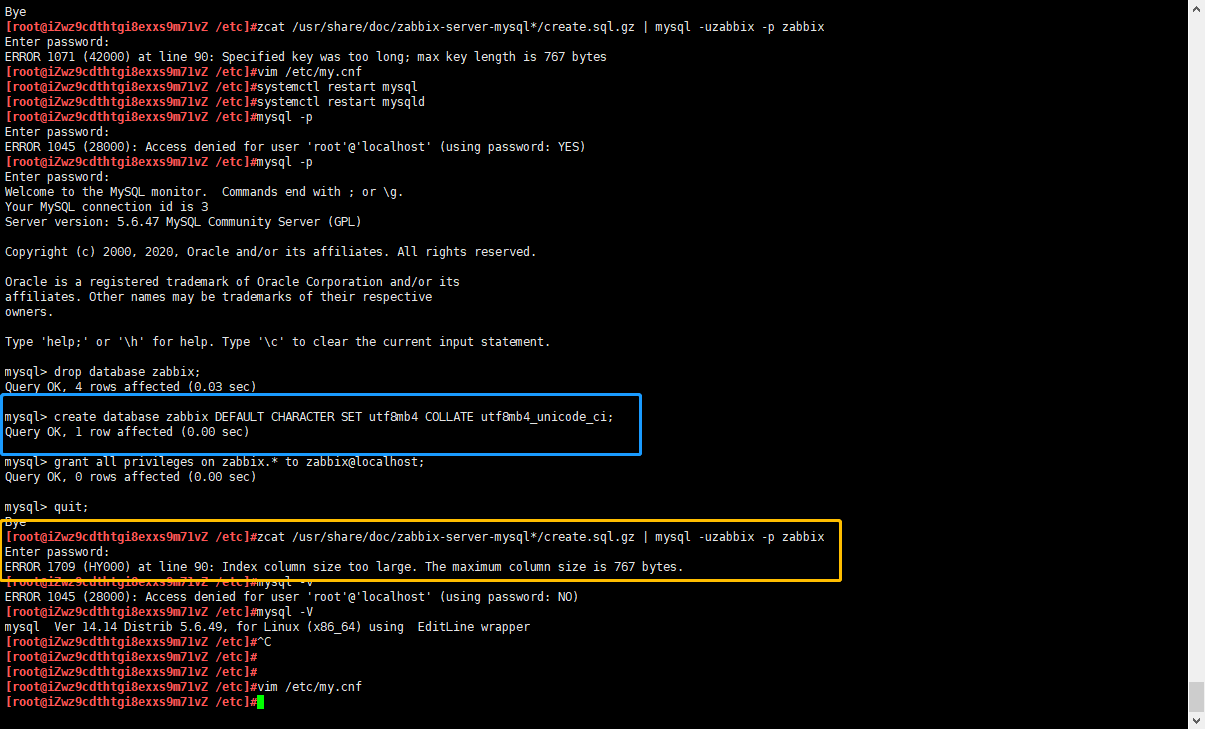 Bye
[root@iZwz9cdthtgi8exxs9m71vZ /etc]#zcat /usr/share/doc/zabbix-server-mysql*/create.sql.gz | mysql -uzabbix -p zabbix
Enter password:
ERROR 1071 (42000) at line 90: Specified key was too long; max key length is 767 bytes
[root@iZwz9cdthtgi8exxs9m71vZ /etc]#vim /etc/my.cnf
[root@iZwz9cdthtgi8exxs9m71vZ /etc]#systemctl restart mysql
[root@iZwz9cdthtgi8exxs9m71vZ /etc]#systemctl restart mysqld
[root@iZwz9cdthtgi8exxs9m71vZ /etc]#mysql -p
Enter password:
ERROR 1045 (28000): Access denied for user 'root'@'localhost' (using password: YES)
[root@iZwz9cdthtgi8exxs9m71vZ /etc]#mysql -p
Enter password:
Welcome to the MySQL monitor.  Commands end with ; or \g.
Your MySQL connection id is 3
Server version: 5.6.47 MySQL Community Server (GPL)
Copyright (c) 2000, 2020, Oracle and/or its affiliates. All rights reserved.
Oracle is a registered trademark of Oracle Corporation and/or its
affiliates. Other names may be trademarks of their respective
owners.
Type 'help;' or '\h' for help. Type '\c' to clear the current input statement.
mysql> drop database zabbix;
Query OK, 4 rows affected (0.03 sec)
mysql> create database zabbix DEFAULT CHARACTER SET utf8mb4 COLLATE utf8mb4_unicode_ci;
Query OK, 1 row affected (0.00 sec)
mysql> grant all privileges on zabbix.* to zabbix@localhost;
Query OK, 0 rows affected (0.00 sec)
mysql> quit;
Bye
[root@iZwz9cdthtgi8exxs9m71vZ /etc]#zcat /usr/share/doc/zabbix-server-mysql*/create.sql.gz | mysql -uzabbix -p zabbix
Enter password:
ERROR 1709 (HY000) at line 90: Index column size too large. The maximum column size is 767 bytes.
[root@iZwz9cdthtgi8exxs9m71vZ /etc]#mysql -v
ERROR 1045 (28000): Access denied for user 'root'@'localhost' (using password: NO)
[root@iZwz9cdthtgi8exxs9m71vZ /etc]#mysql -V
mysql  Ver 14.14 Distrib 5.6.49, for Linux (x86_64) using  EditLine wrapper
[root@iZwz9cdthtgi8exxs9m71vZ /etc]#^C
[root@iZwz9cdthtgi8exxs9m71vZ /etc]#
[root@iZwz9cdthtgi8exxs9m71vZ /etc]#
[root@iZwz9cdthtgi8exxs9m71vZ /etc]#vim /etc/my.cnf
[root@iZwz9cdthtgi8exxs9m71vZ /etc]#